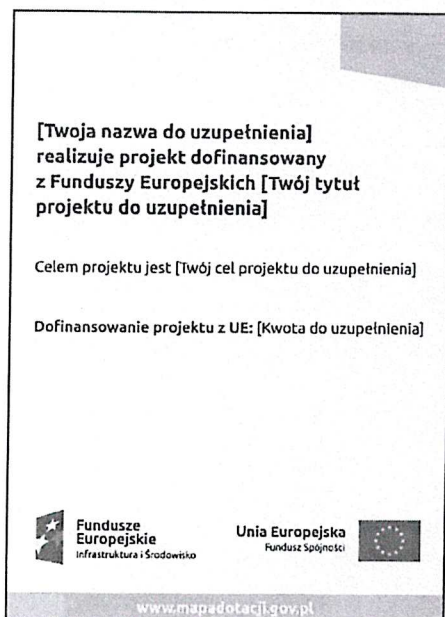 [Twoja nazwa do uzupełnienia]
realizuje projekt dofinansowany
z Funduszy Europejskich [Twój tytuł
projektu do uzupełnienia]
Celem projektu jest [Twój cel projektu do uzupełnienia]
Dofinansowanie projektu z UE: [Kwota do uzupełnienia]
Fundusze
Europejskie
Infrastruktura i Środowisko
Unia Europejska
Fundusz Spójności
www.mapadotacji.gov.pl